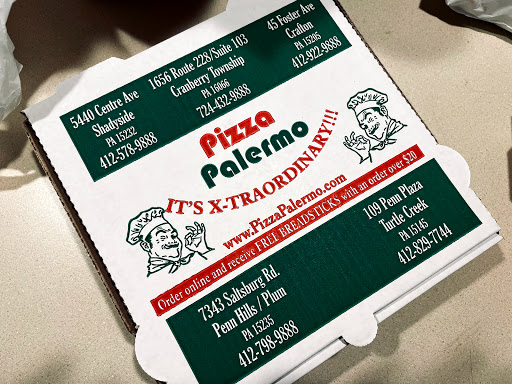 5440 Centre Ave
Shadyside
PA 15232
412-578-9888
1656 Route 228/Suite 103
Cranberry Township
PA 16066
724-432-9888
45 Foster Ave
Crafton
PA 15205
412-922-9888
Pizza
Palermo
IT'S X-TRAORDINARY!!!
www.PizzaPalermo.com
Order online and receive FREE BREADSTICKS with an order over $20
7343 Saltsburg Rd.
Penn Hills / Plum
PA 15235
412-798-9888
109 Penn Plaza
Turtle Creek
PA 15145
412-829-7744